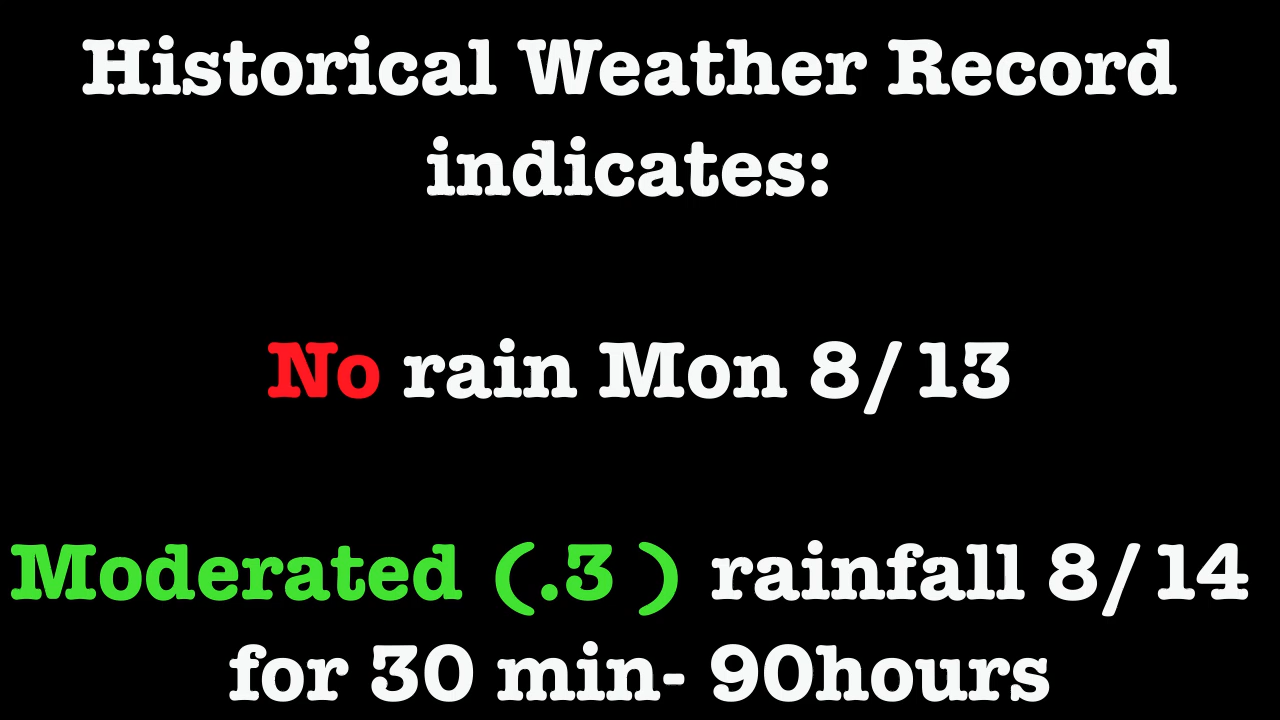 Historical Weather Record
indicates:
No rain Mon 8/13
Moderated (.3 ) rainfall 8/14
for 30 min- 90hours